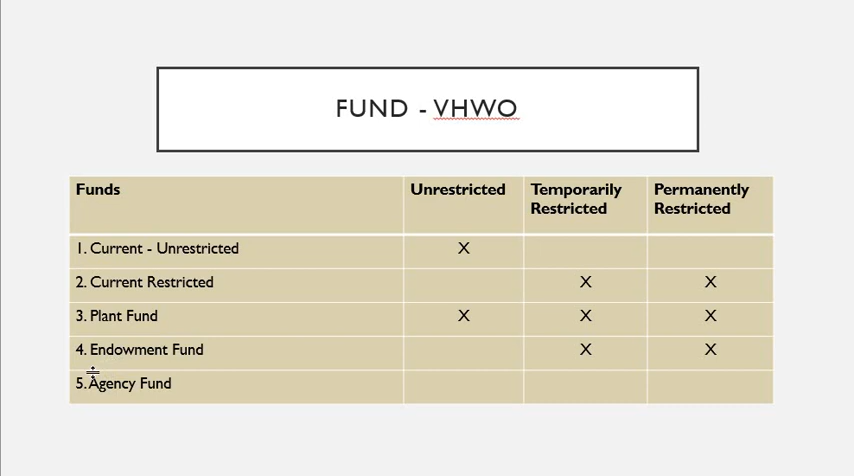 FUND - VHWO
Funds Unrestricted Temporarily Restricted Permanently Restricted
1. Current - Unrestricted X
2. Current Restricted X X
3. Plant Fund X X X
4. Endowment Fund X X
5. Agency Fund